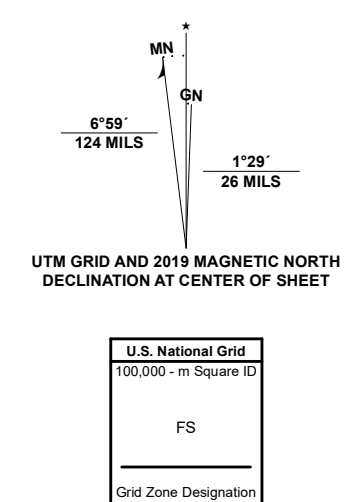 ★
MN
GN
6°59´
124 MILS
1°29´
26 MILS
UTM GRID AND 2019 MAGNETIC NORTH
DECLINATION AT CENTER OF SHEET
U.S. National Grid
100,000 - m Square ID
FS
Grid Zone Designation